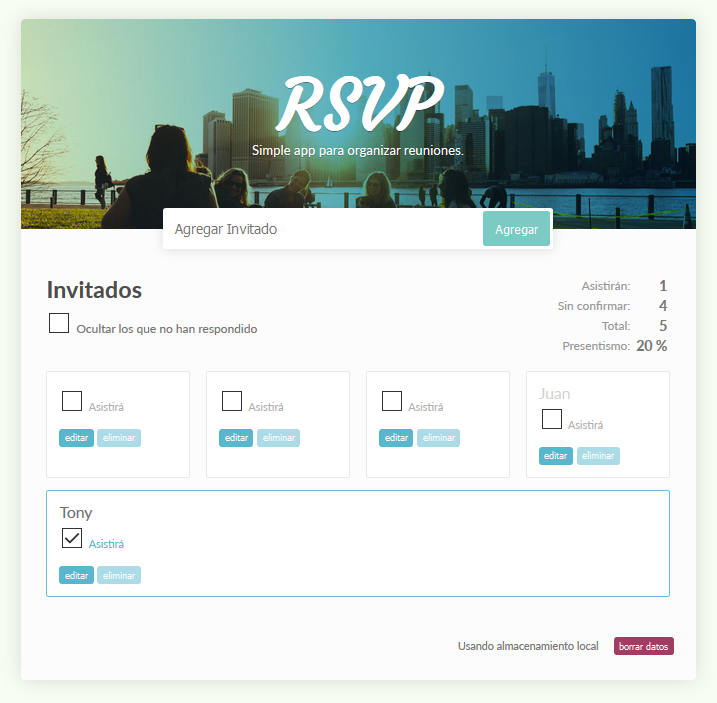 RSVP
Simple app para organizar reuniones.
Agregar Invitado
Agregar
Invitados
Ocultar los que no han respondido
Asistirán: 1
Sin confirmar: 4
Total: 5
Presentismo: 20 %
Asistirá
editar eliminar
Asistirá
editar eliminar
Asistirá
editar eliminar
Juan
Asistirá
editar eliminar
Tony
Asistirá
editar eliminar
Usando almacenamiento local borrar datos